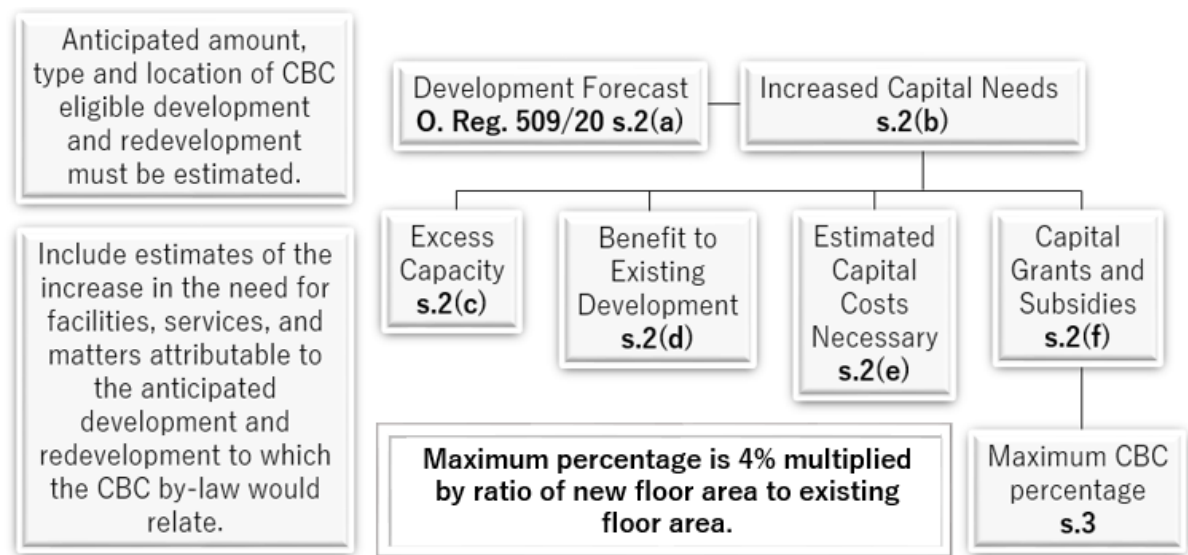 Anticipated amount,
type and location of CBC
eligible development
and redevelopment
must be estimated.
Include estimates of the
increase in the need for
facilities, services, and
matters attributable to
the anticipated
development and
redevelopment to which
the CBC by-law would
relate.
Development Forecast
O. Reg. 509/20 s.2(a)
Increased Capital Needs
s.2(b)
Excess
Capacity
s.2(c)
Benefit to
Existing
Development
s.2(d)
Estimated
Capital
Costs
Necessary
s.2(e)
Capital
Grants and
Subsidies
s.2(f)
Maximum percentage is 4% multiplied
by ratio of new floor area to existing
floor area.
Maximum CBC
percentage
s.3